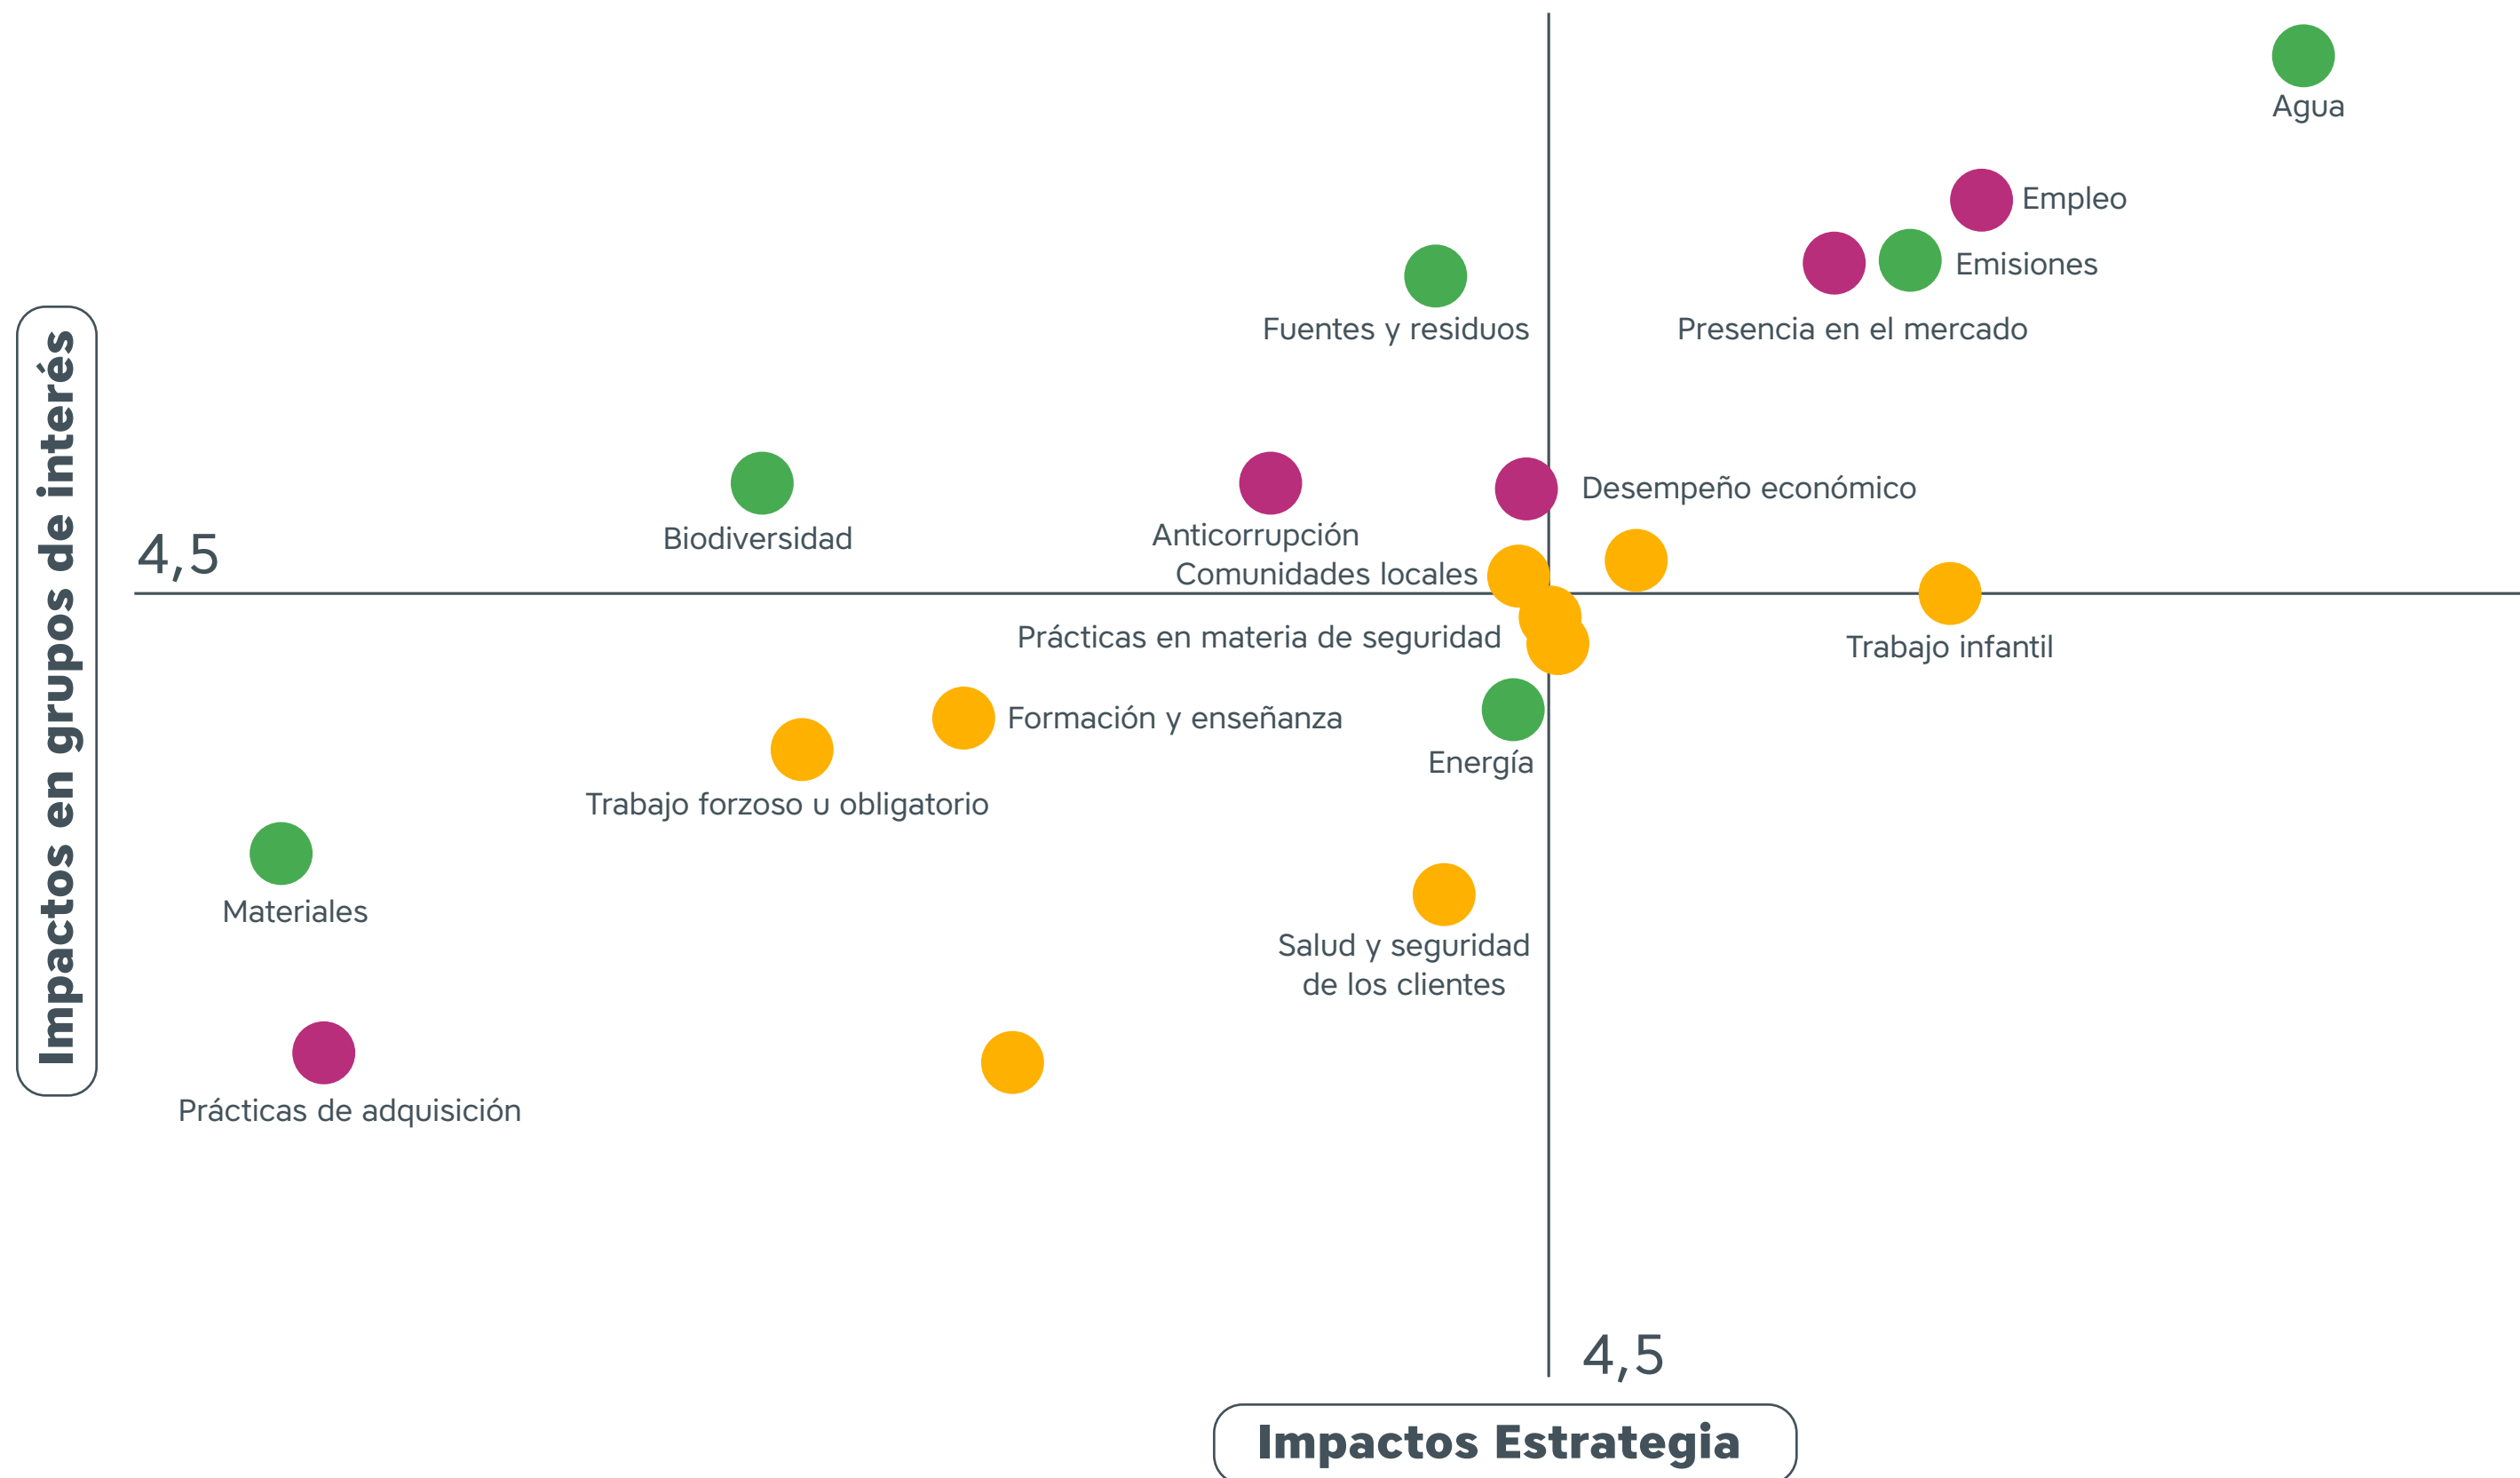 Agua
Empleo
Emisiones
Fuentes y residuos
Presencia en el mercado
Impactos en grupos de interés
Desempeño económico
Biodiversidad
Anticorrupción
4,5
Comunidades locales
Prácticas en materia de seguridad
Trabajo infantil
Formación y enseñanza
Energía
Trabajo forzoso u obligatorio
Materiales
Salud y seguridad
de los clientes
Prácticas de adquisición
4,5
Impactos Estrategia